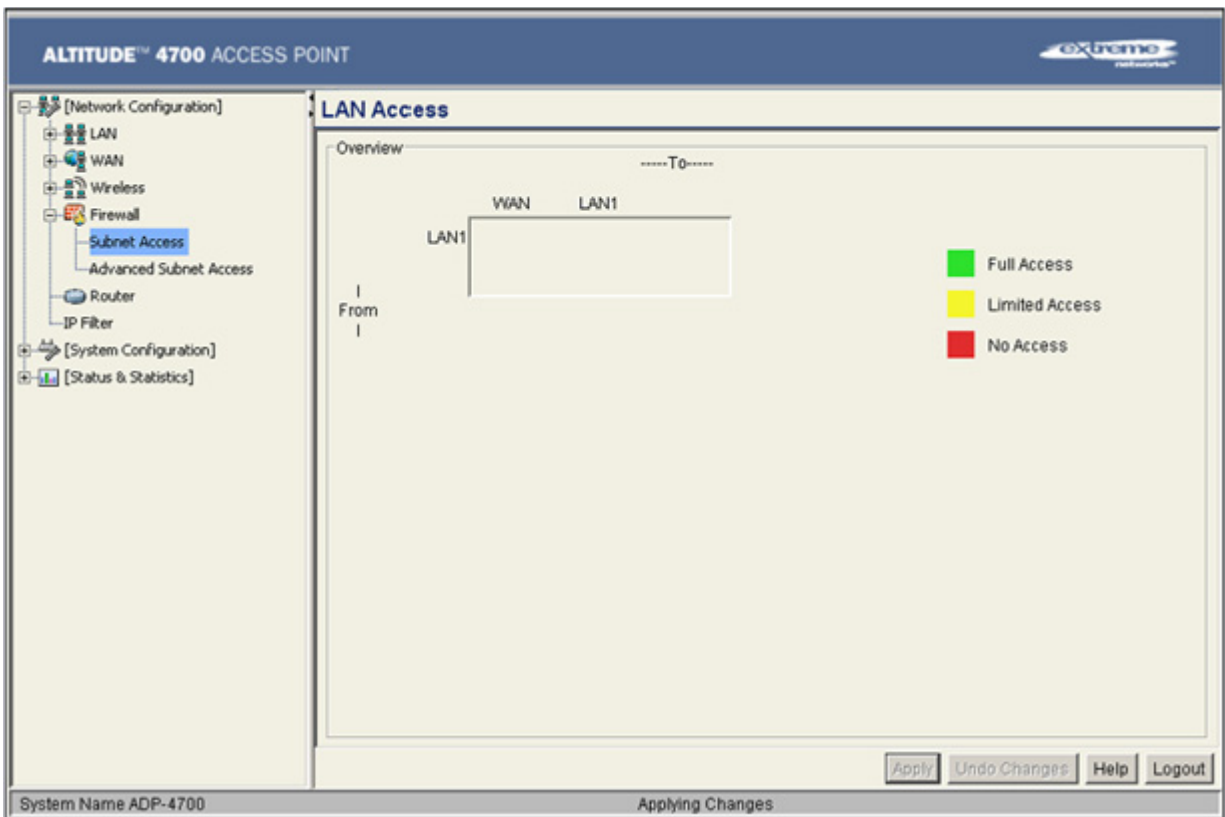 ALTITUDE™ 4700 ACCESS POINT
extreme
networks™
[Network Configuration]
LAN
WAN
Wireless
Firewall
Subnet Access
Advanced Subnet Access
Router
IP Filter
[System Configuration]
[Status & Statistics]
LAN Access
Overview
-----To-----
WAN LAN1
LAN1
From
Full Access
Limited Access
No Access
Apply Undo Changes Help Logout
System Name ADP-4700 Applying Changes